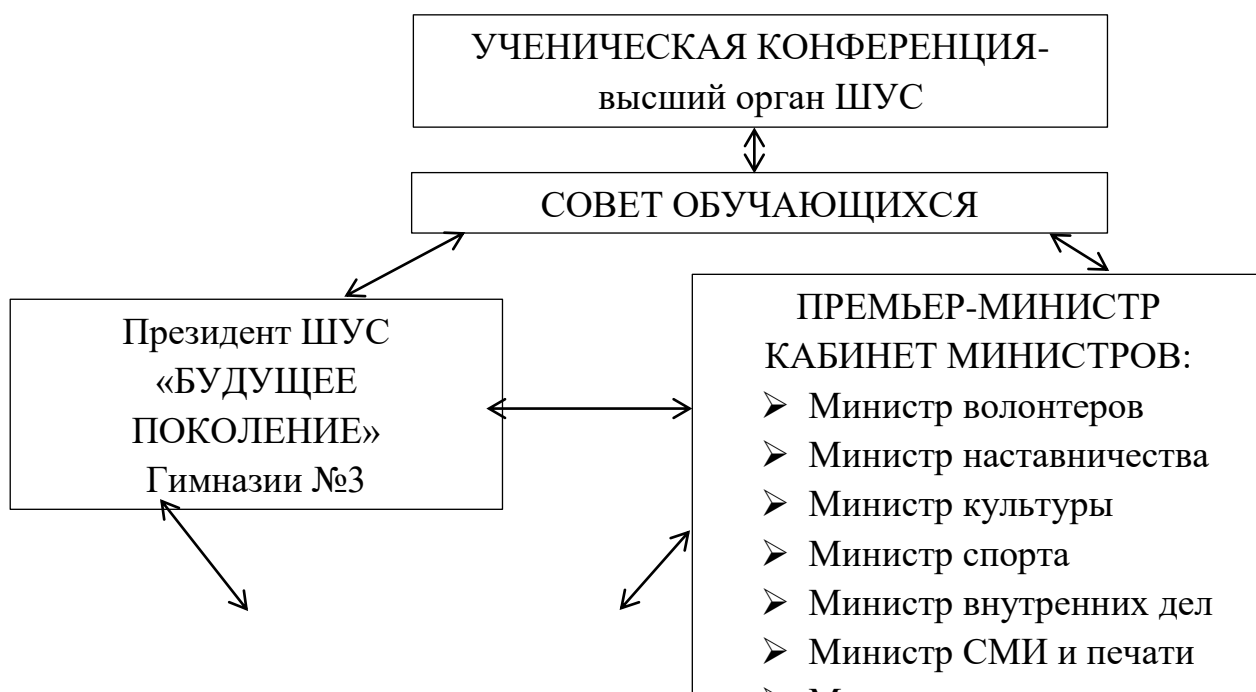 УЧЕНИЧЕСКАЯ КОНФЕРЕНЦИЯ-
высший орган ШУС
СОВЕТ ОБУЧАЮЩИХСЯ
Президент ШУС
«БУДУЩЕЕ
ПОКОЛЕНИЕ»
Гимназии №3
ПРЕМЬЕР-МИНИСТР
КАБИНЕТ МИНИСТРОВ:
➢ Министр волонтеров
➢ Министр наставничества
➢ Министр культуры
➢ Министр спорта
➢ Министр внутренних дел
➢ Министр СМИ и печати